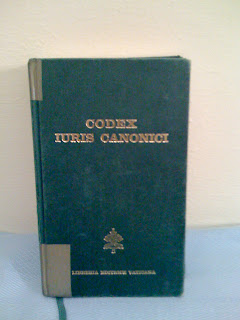 CODEX
IURIS CANONICI
LIBRERIA EDITRICE VATICANA